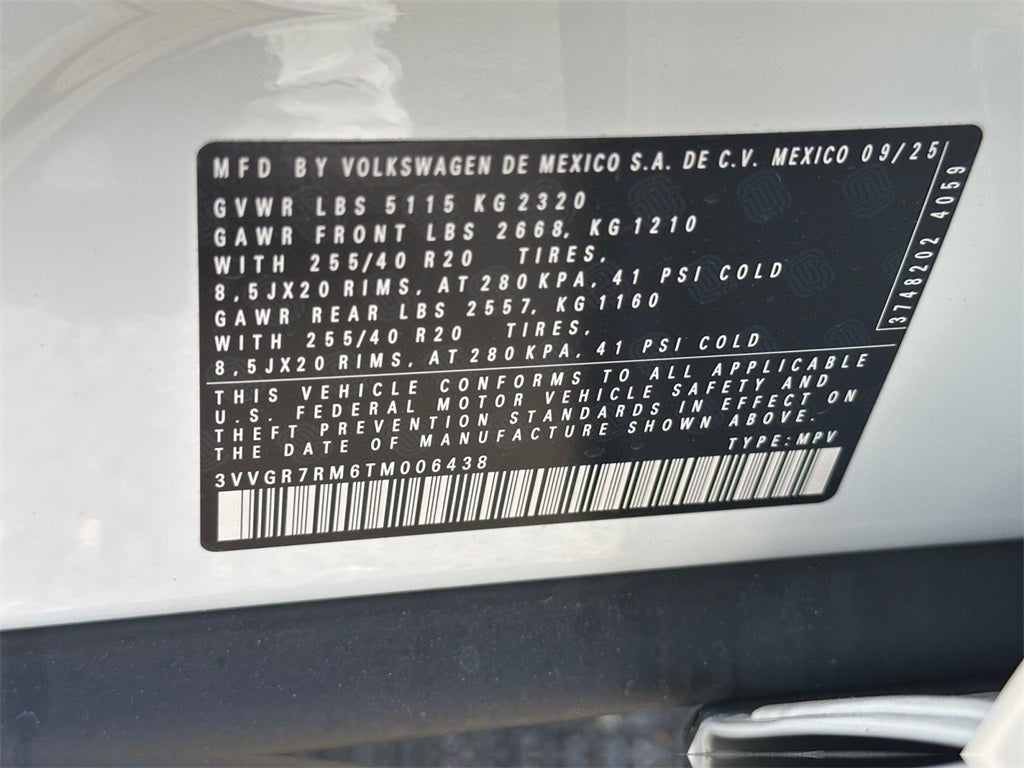 MFD BY VOLKSWAGEN DE MEXICO S.A. DE C.V. MEXICO 09/25
GVWR LBS 5115 KG 2320
GAWR FRONT LBS 2668, KG 1210
WITH 255/40 R20 TIRES,
8,5JX20 RIMS, AT 280 KPA, 41 PSI COLD
GAWR REAR LBS 2557, KG 1160
WITH 255/40 R20 TIRES,
8,5JX20 RIMS, AT 280 KPA, 41 PSI COLD
THIS VEHICLE CONFORMS TO ALL APPLICABLE
U.S. FEDERAL MOTOR VEHICLE SAFETY AND
THEFT PREVENTION STANDARDS IN EFFECT ON
THE DATE OF MANUFACTURE SHOWN ABOVE.
TYPE: MPV
3VVGR7RM6TM006438
3748202 4059